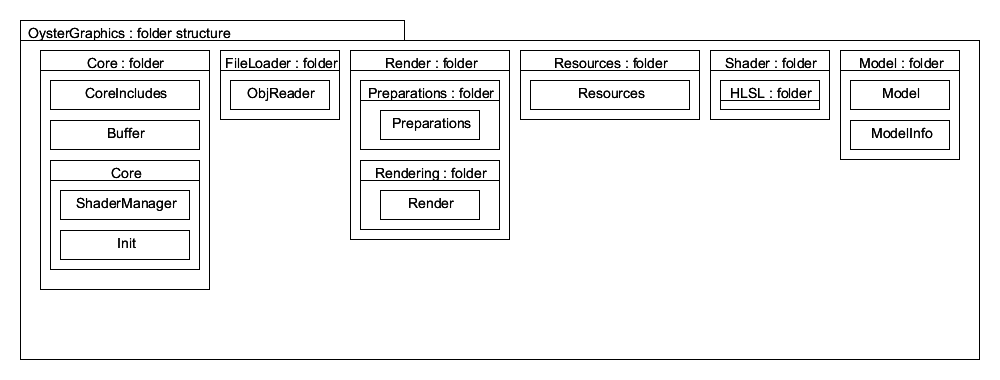 OysterGraphics : folder structure
Core : folder
CoreIncludes
Buffer
Core
ShaderManager
Init
FileLoader : folder
ObjReader
Render : folder
Preparations : folder
Preparations
Rendering : folder
Render
Resources : folder
Resources
Shader : folder
HLSL : folder
Model : folder
Model
ModelInfo